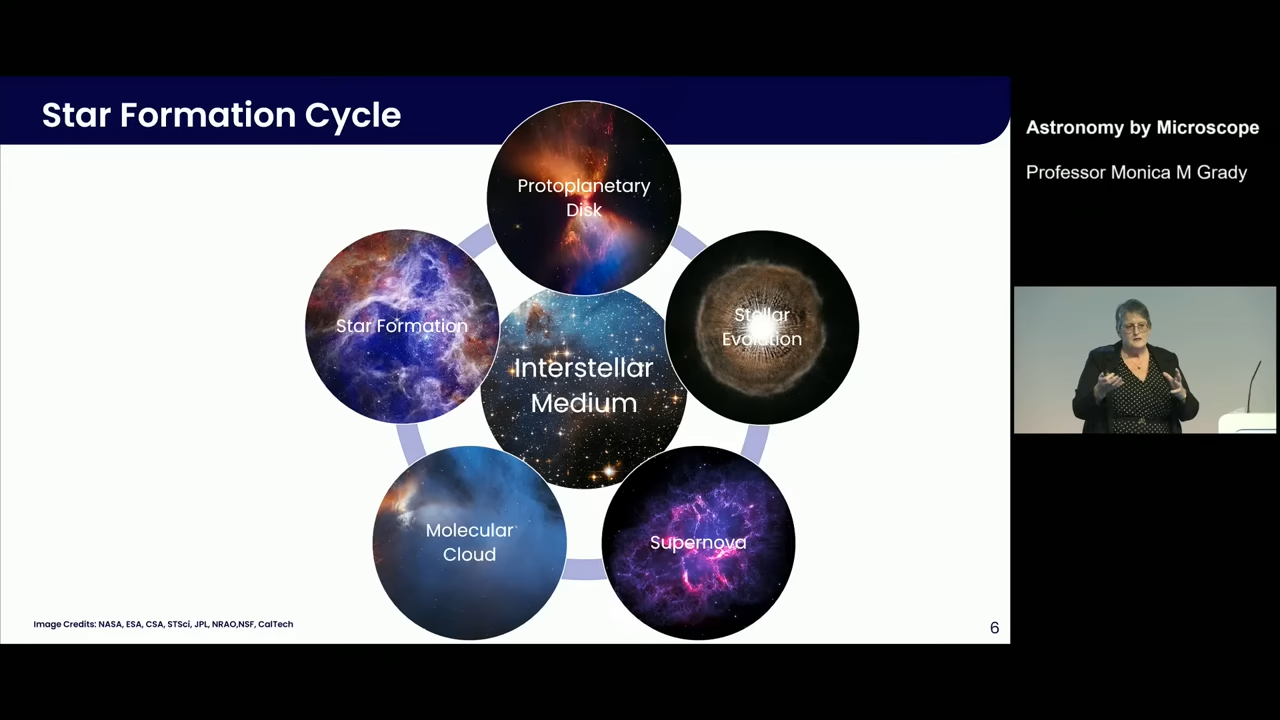 Star Formation Cycle
Protoplanetary
Disk
Star Formation
Stellar
Evolution
Interstellar
Medium
Molecular
Cloud
Supernova
Image Credits: NASA, ESA, CSA, STSci, JPL, NRAO,NSF, CalTech
6
Astronomy by Microscope
Professor Monica M Grady